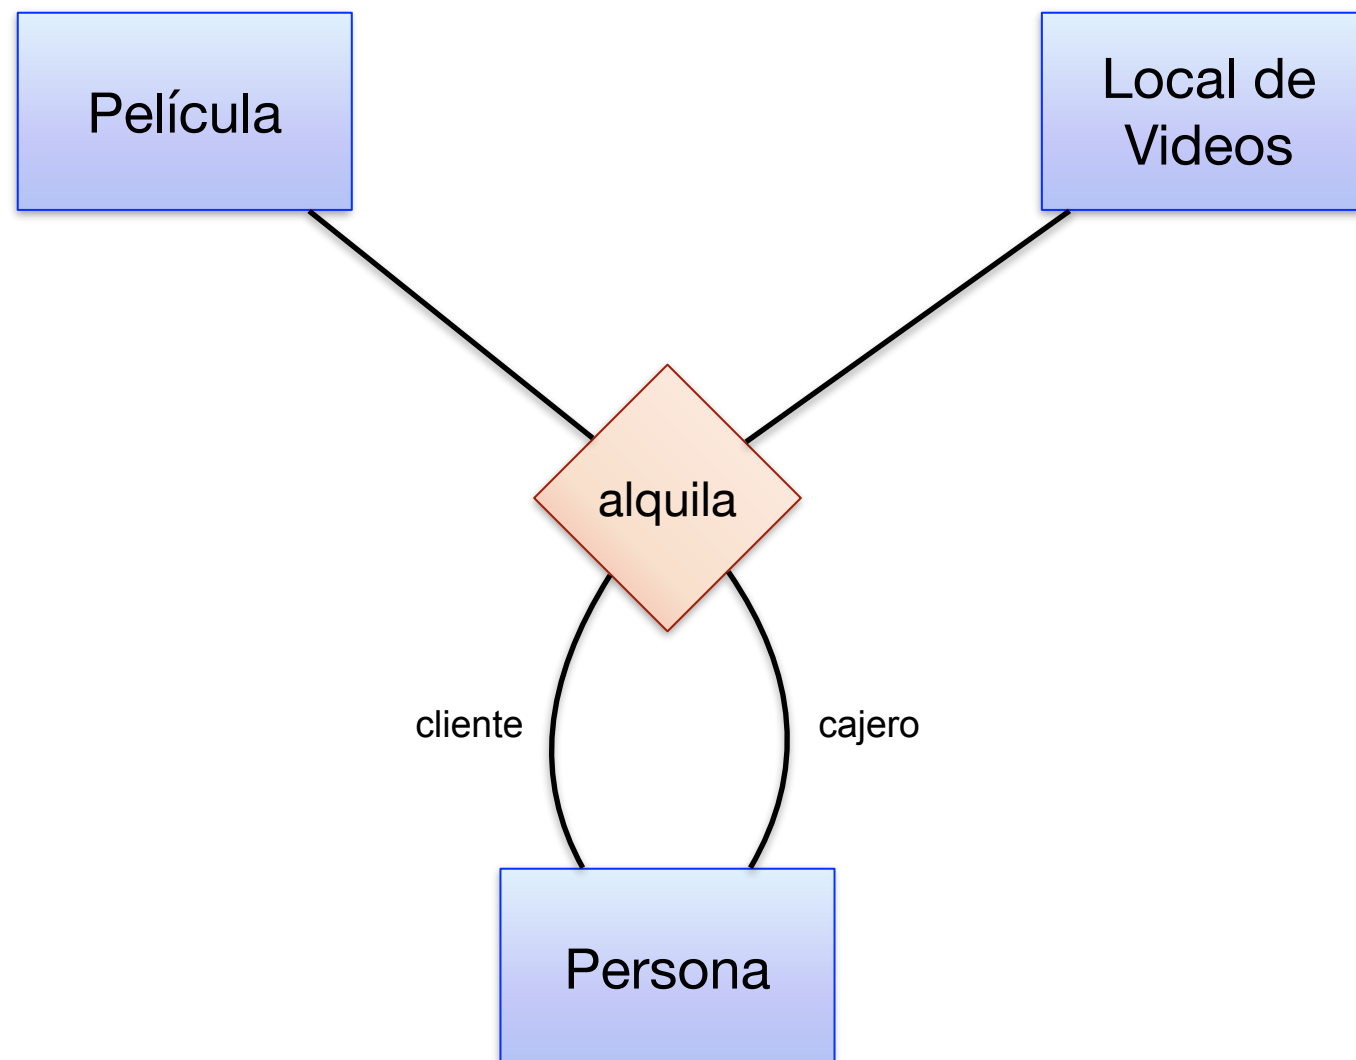 Película
Local de
Videos
alquila
cliente
cajero
Persona